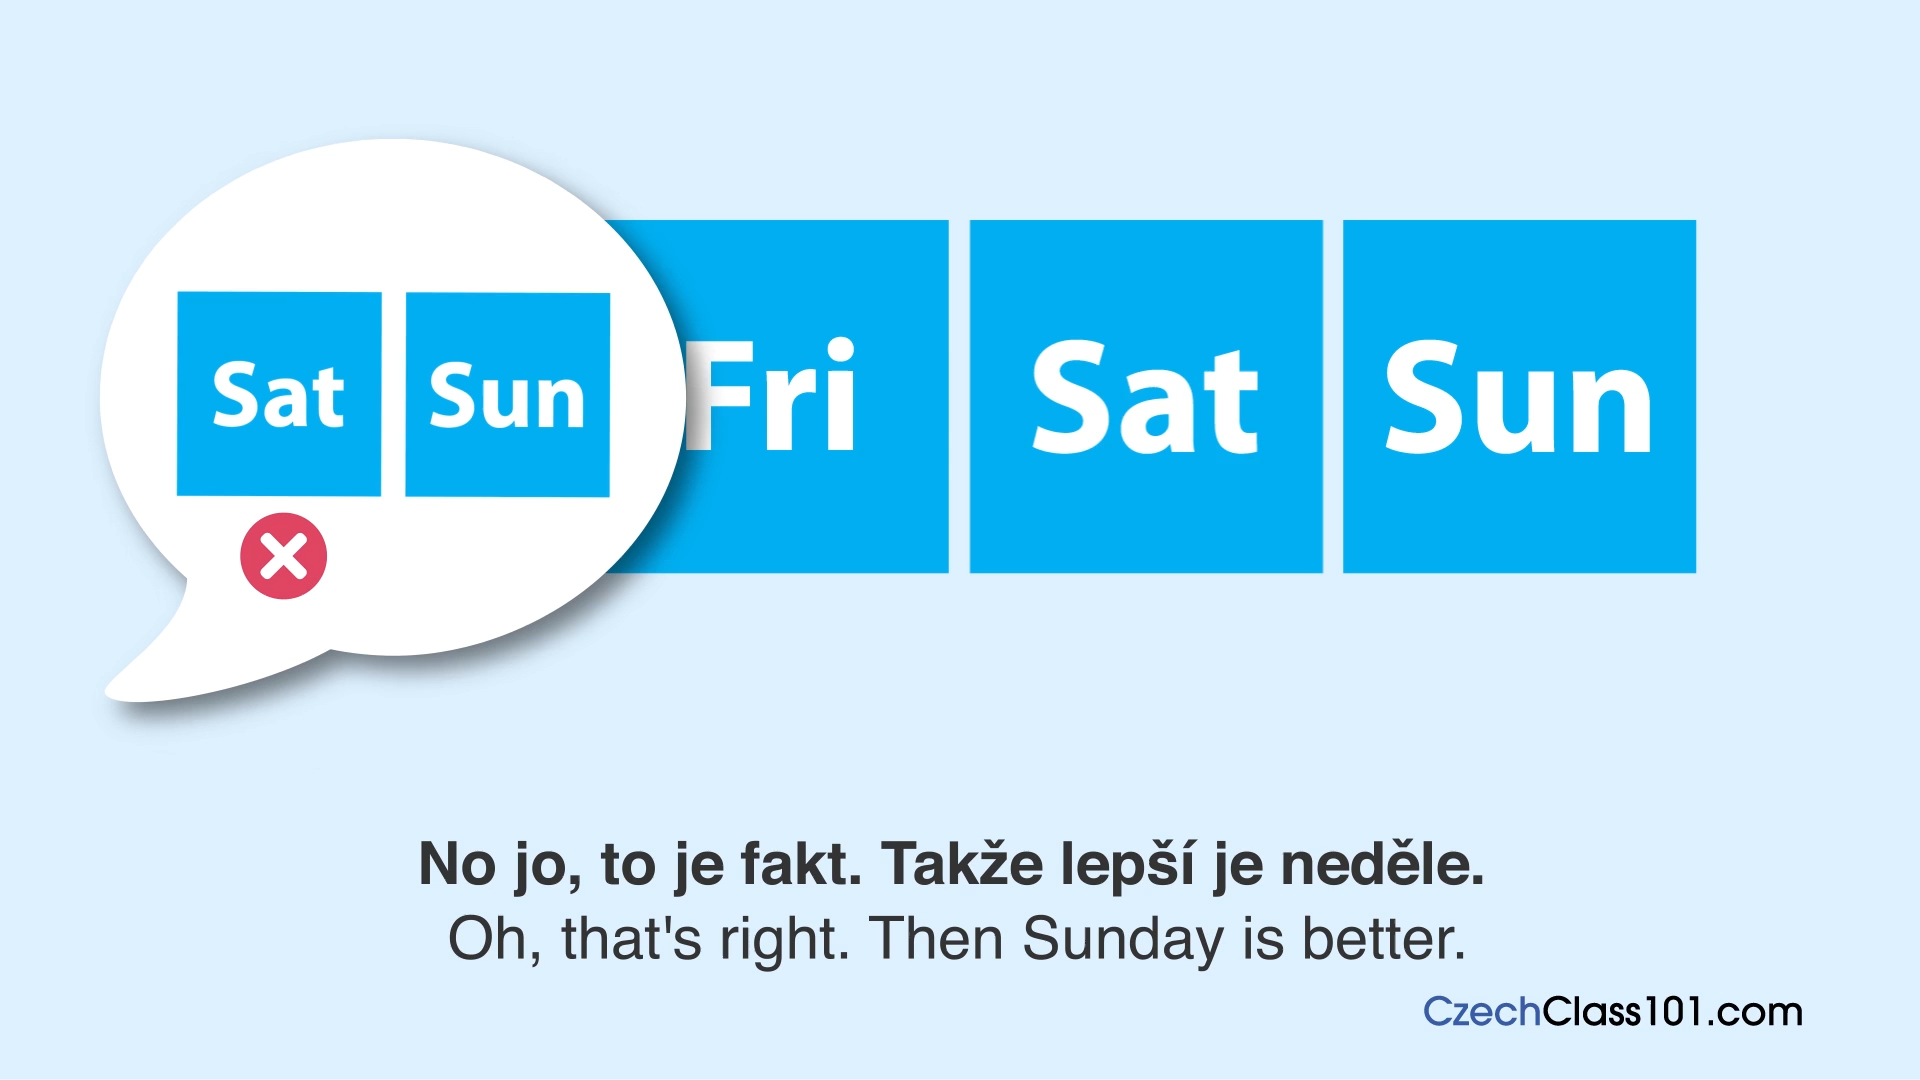 Sat Sun
Fri Sat Sun
No jo, to je fakt. Takže lepší je neděle.
Oh, that's right. Then Sunday is better.
CzechClass101.com